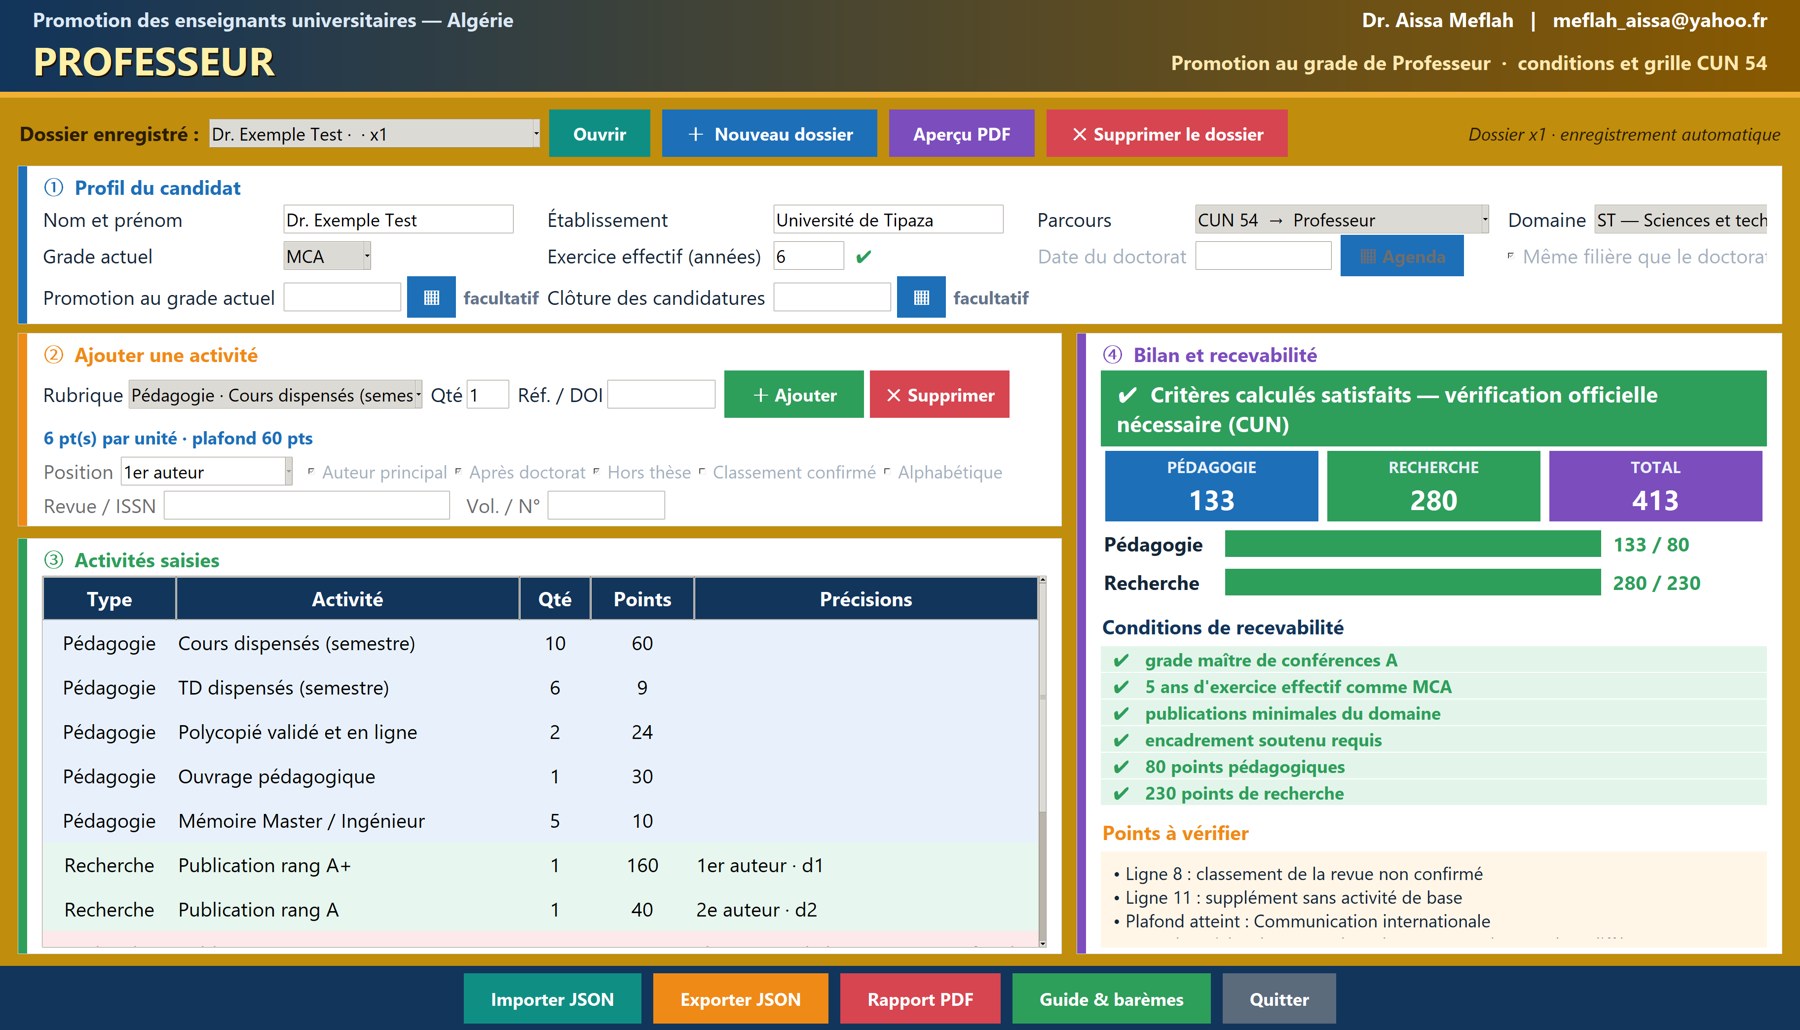 Promotion des enseignants universitaires — Algérie
Dr. Aissa Meflah | meflah_aissa@yahoo.fr
PROFESSEUR
Promotion au grade de Professeur · conditions et grille CUN 54
Dossier enregistré : Dr. Exemple Test · · x1 Ouvrir + Nouveau dossier Aperçu PDF ✕ Supprimer le dossier Dossier x1 · enregistrement automatique
① Profil du candidat
Nom et prénom Dr. Exemple Test Établissement Université de Tipaza Parcours CUN 54 → Professeur Domaine ST — Sciences et tech
Grade actuel MCA Exercice effectif (années) 6 ✔ Date du doctorat Agenda Même filière que le doctorat
Promotion au grade actuel facultatif Clôture des candidatures facultatif
② Ajouter une activité
Rubrique Pédagogie · Cours dispensés (semes Qté 1 Réf. / DOI + Ajouter ✕ Supprimer
6 pt(s) par unité · plafond 60 pts
Position 1er auteur Auteur principal Après doctorat Hors thèse Classement confirmé Alphabétique
Revue / ISSN Vol. / N°
③ Activités saisies
Type Activité Qté Points Précisions
Pédagogie Cours dispensés (semestre) 10 60
Pédagogie TD dispensés (semestre) 6 9
Pédagogie Polycopié validé et en ligne 2 24
Pédagogie Ouvrage pédagogique 1 30
Pédagogie Mémoire Master / Ingénieur 5 10
Recherche Publication rang A+ 1 160 1er auteur · d1
Recherche Publication rang A 1 40 2e auteur · d2
④ Bilan et recevabilité
✔ Critères calculés satisfaits — vérification officielle
nécessaire (CUN)
PÉDAGOGIE RECHERCHE TOTAL
133 280 413
Pédagogie 133 / 80
Recherche 280 / 230
Conditions de recevabilité
✔ grade maître de conférences A
✔ 5 ans d'exercice effectif comme MCA
✔ publications minimales du domaine
✔ encadrement soutenu requis
✔ 80 points pédagogiques
✔ 230 points de recherche
Points à vérifier
• Ligne 8 : classement de la revue non confirmé
• Ligne 11 : supplément sans activité de base
• Plafond atteint : Communication internationale
Importer JSON Exporter JSON Rapport PDF Guide & barèmes Quitter